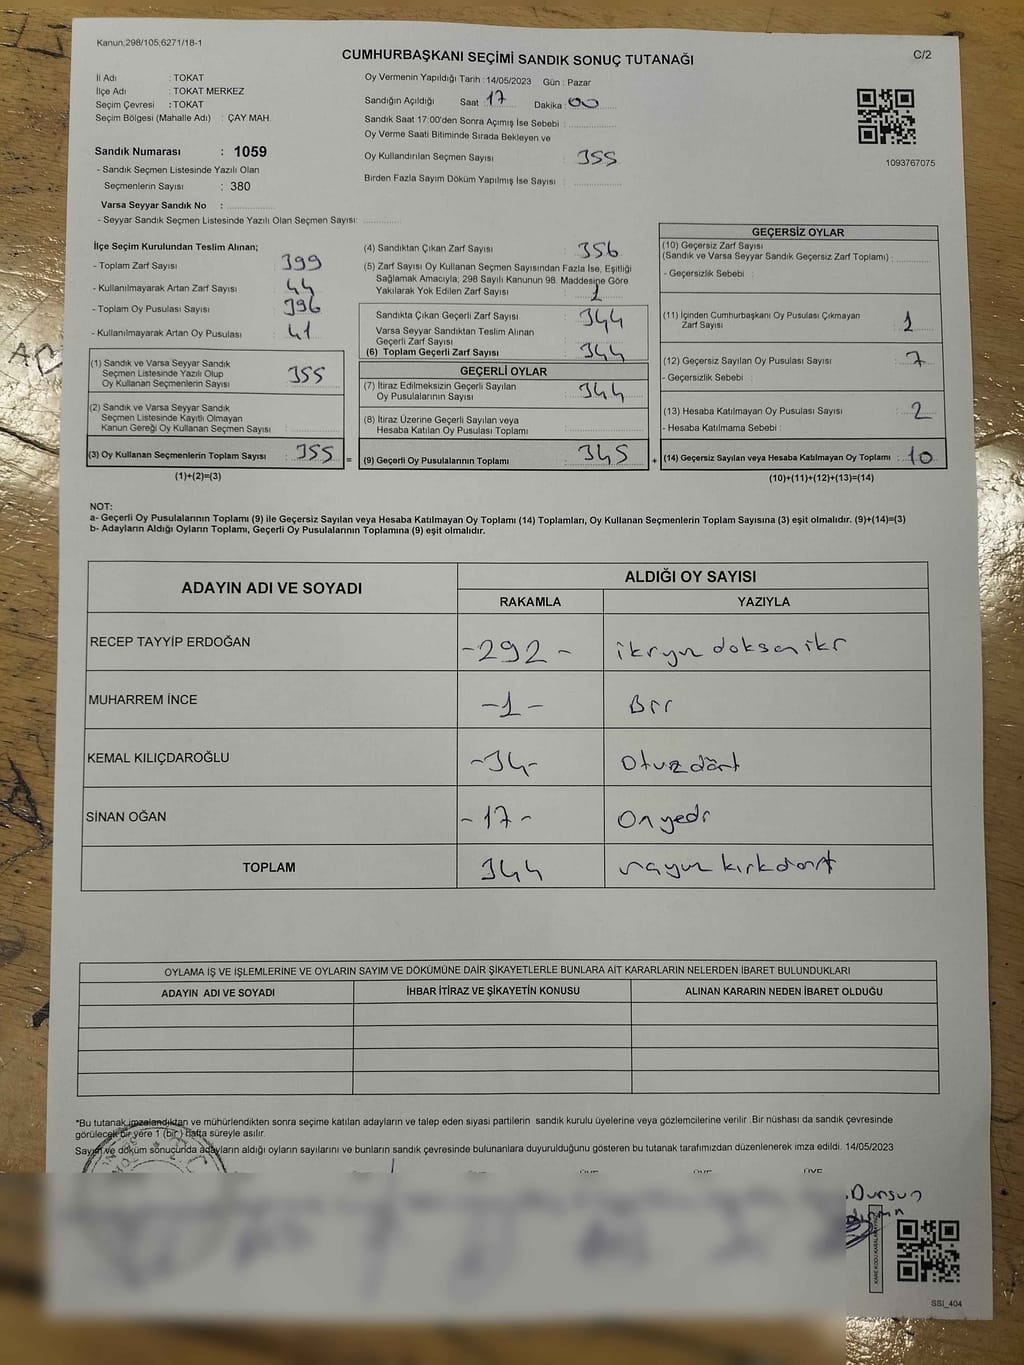 Kanun;298/105;6271/18-1
CUMHURBAŞKANI SEÇİMİ SANDIK SONUÇ TUTANAĞI
C/2
İl Adı : TOKAT
İlçe Adı : TOKAT MERKEZ
Seçim Çevresi : TOKAT
Seçim Bölgesi (Mahalle Adı) : ÇAY MAH.
Sandık Numarası : 1059
- Sandık Seçmen Listesinde Yazılı Olan
Seçmenlerin Sayısı : 380
Varsa Seyyar Sandık No :
- Seyyar Sandık Seçmen Listesinde Yazılı Olan Seçmen Sayısı:
Oy Vermenin Yapıldığı Tarih : 14/05/2023 Gün : Pazar
Sandığın Açıldığı Saat 17 Dakika : 00
Sandık Saat 17:00'den Sonra Açımış İse Sebebi :
Oy Verme Saati Bitiminde Sırada Bekleyen ve
Oy Kullandırılan Seçmen Sayısı : 355
Birden Fazla Sayım Döküm Yapılmış İse Sayısı :
1093767075
İlçe Seçim Kurulundan Teslim Alınan;
- Toplam Zarf Sayısı : 399
- Kullanılmayarak Artan Zarf Sayısı : 44
- Toplam Oy Pusulası Sayısı : 396
- Kullanılmayarak Artan Oy Pusulası : 41
(1) Sandık ve Varsa Seyyar Sandık
Seçmen Listesinde Yazılı Olup
Oy Kullanan Seçmenlerin Sayısı : 355
(2) Sandık ve Varsa Seyyar Sandık
Seçmen Listesinde Kayıtlı Olmayan
Kanun Gereği Oy Kullanan Seçmen Sayısı :
(3) Oy Kullanan Seçmenlerin Toplam Sayısı : 355 =
(1)+(2)=(3)
(4) Sandıktan Çıkan Zarf Sayısı : 356
(5) Zarf Sayısı Oy Kullanan Seçmen Sayısından Fazla İse, Eşitliği
Sağlamak Amacıyla; 298 Sayılı Kanunun 98. Maddesine Göre
Yakılarak Yok Edilen Zarf Sayısı : 1
Sandıkta Çıkan Geçerli Zarf Sayısı : 344
Varsa Seyyar Sandıktan Teslim Alınan
Geçerli Zarf Sayısı :
(6) Toplam Geçerli Zarf Sayısı : 344
GEÇERLİ OYLAR
(7) İtiraz Edilmeksizin Geçerli Sayılan
Oy Pusulalarının Sayısı : 344
(8) İtiraz Üzerine Geçerli Sayılan veya
Hesaba Katılan Oy Pusulası Toplamı :
(9) Geçerli Oy Pusulalarının Toplamı : 345 +
GEÇERSİZ OYLAR
(10) Geçersiz Zarf Sayısı
(Sandık ve Varsa Seyyar Sandık Geçersiz Zarf Toplamı) :
- Geçersizlik Sebebi :
(11) İçinden Cumhurbaşkanı Oy Pusulası Çıkmayan
Zarf Sayısı : 1
(12) Geçersiz Sayılan Oy Pusulası Sayısı : 7
- Geçersizlik Sebebi :
(13) Hesaba Katılmayan Oy Pusulası Sayısı : 2
- Hesaba Katılmama Sebebi :
(14) Geçersiz Sayılan veya Hesaba Katılmayan Oy Toplamı : 10
(10)+(11)+(12)+(13)=(14)
NOT:
a- Geçerli Oy Pusulalarının Toplamı (9) ile Geçersiz Sayılan veya Hesaba Katılmayan Oy Toplamı (14) Toplamları, Oy Kullanan Seçmenlerin Toplam Sayısına (3) eşit olmalıdır. (9)+(14)=(3)
b- Adayların Aldığı Oyların Toplamı, Geçerli Oy Pusulalarının Toplamına (9) eşit olmalıdır.
ADAYIN ADI VE SOYADI
ALDIĞI OY SAYISI
RAKAMLA YAZIYLA
RECEP TAYYİP ERDOĞAN -292- ikiyüz doksan iki
MUHARREM İNCE -1- Bir
KEMAL KILIÇDAROĞLU -34- Otuz dört
SİNAN OĞAN -17- Onyedi
TOPLAM 344 kırkdört
OYLAMA İŞ VE İŞLEMLERİNE VE OYLARIN SAYIM VE DÖKÜMÜNE DAİR ŞİKAYETLERLE BUNLARA AİT KARARLARIN NELERDEN İBARET BULUNDUKLARI
ADAYIN ADI VE SOYADI İHBAR İTİRAZ VE ŞİKAYETİN KONUSU ALINAN KARARIN NEDEN İBARET OLDUĞU
*Bu tutanak imzalandıktan ve mühürlendikten sonra seçime katılan adayların ve talep eden siyasi partilerin sandık kurulu üyelerine veya gözlemcilerine verilir. Bir nüshası da sandık çevresinde
görülecek bir yere 1 (bir) hafta süreyle asılır.
Sayım ve döküm sonucunda adayların aldığı oyların sayılarını ve bunların sandık çevresinde bulunanlara duyurulduğunu gösteren bu tutanak tarafımızdan düzenlenerek imza edildi. 14/05/2023
Dursun
SSI_404